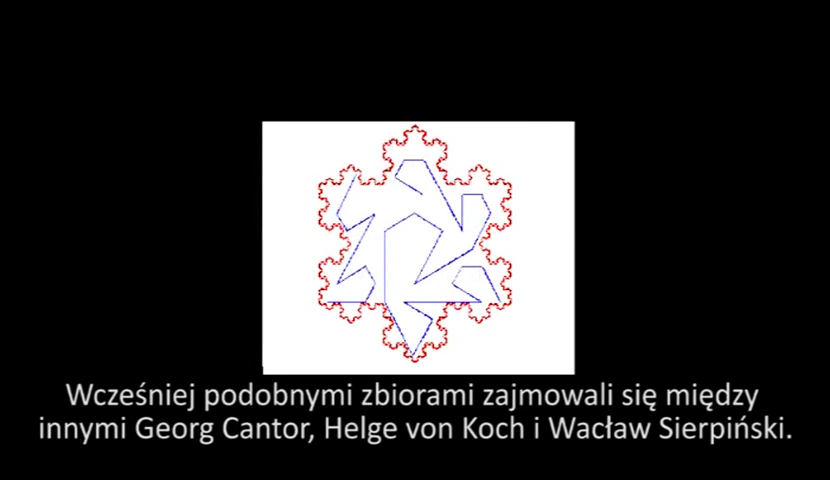 Wcześniej podobnymi zbiorami zajmowali się między
innymi Georg Cantor, Helge von Koch i Wacław Sierpiński.